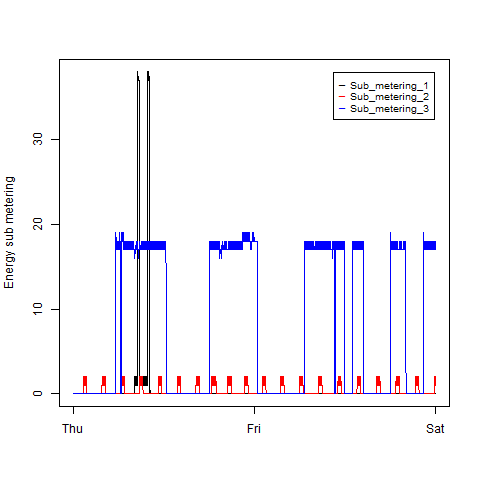 Sub_metering_1
Sub_metering_2
Sub_metering_3
Energy sub metering
30
20
10
0
Thu Fri Sat